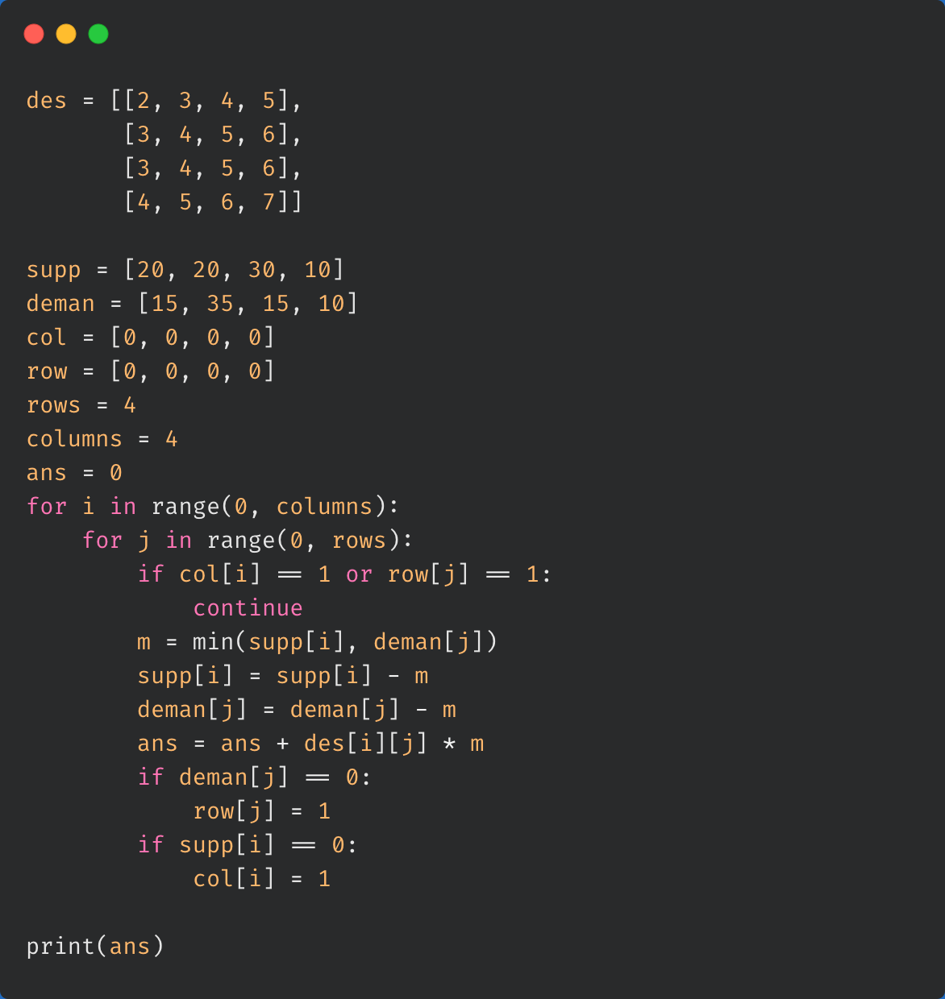 des = [[2, 3, 4, 5],
       [3, 4, 5, 6],
       [3, 4, 5, 6],
       [4, 5, 6, 7]]

supp = [20, 20, 30, 10]
deman = [15, 35, 15, 10]
col = [0, 0, 0, 0]
row = [0, 0, 0, 0]
rows = 4
columns = 4
ans = 0
for i in range(0, columns):
    for j in range(0, rows):
        if col[i] == 1 or row[j] == 1:
            continue
        m = min(supp[i], deman[j])
        supp[i] = supp[i] - m
        deman[j] = deman[j] - m
        ans = ans + des[i][j] * m
        if deman[j] == 0:
            row[j] = 1
        if supp[i] == 0:
            col[i] = 1

print(ans)